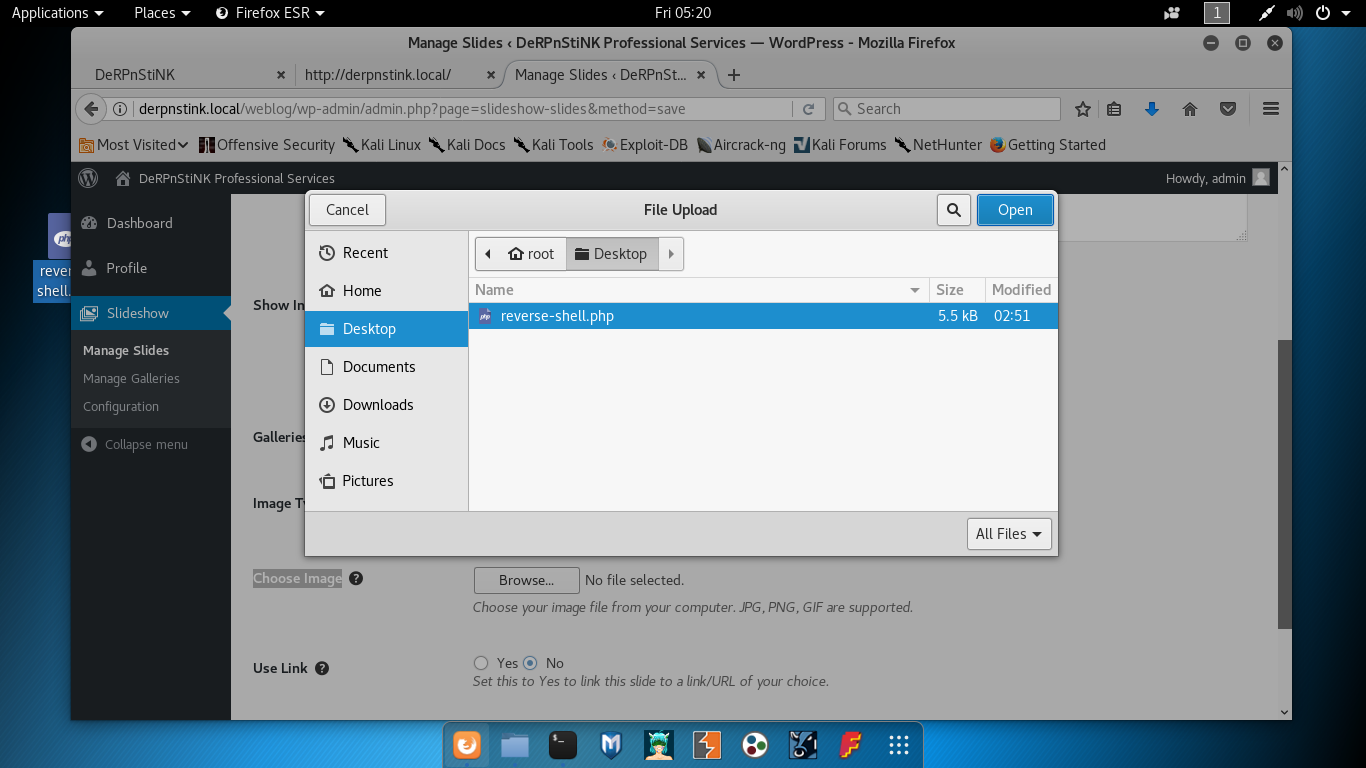 Applications Places Firefox ESR Fri 05:20 1
Manage Slides ‹ DeRPnStiNK Professional Services — WordPress - Mozilla Firefox
DeRPnStiNK http://derpnstink.local/ Manage Slides ‹ DeRPnSt...
derpnstink.local/weblog/wp-admin/admin.php?page=slideshow-slides&method=save Search
Most Visited Offensive Security Kali Linux Kali Docs Kali Tools Exploit-DB Aircrack-ng Kali Forums NetHunter Getting Started
DeRPnStiNK Professional Services Howdy, admin
Cancel File Upload Open
Dashboard
php
Recent root Desktop
Profile
rever
shell.
Home Name Size Modified
Slideshow
Show In
reverse-shell.php 5.5 kB 02:51
Desktop
Manage Slides
Documents
Manage Galleries
Configuration
Downloads
Galleries
Collapse menu
Music
Pictures
Image Ty
All Files
Choose Image ? Browse... No file selected.
Choose your image file from your computer. JPG, PNG, GIF are supported.
Use Link ? Yes No
Set this to Yes to link this slide to a link/URL of your choice.